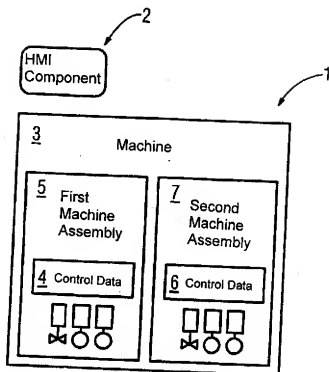 2
HMI
Component
1
3
Machine
5
First
Machine
Assembly
4 Control Data
7
Second
Machine
Assembly
6 Control Data